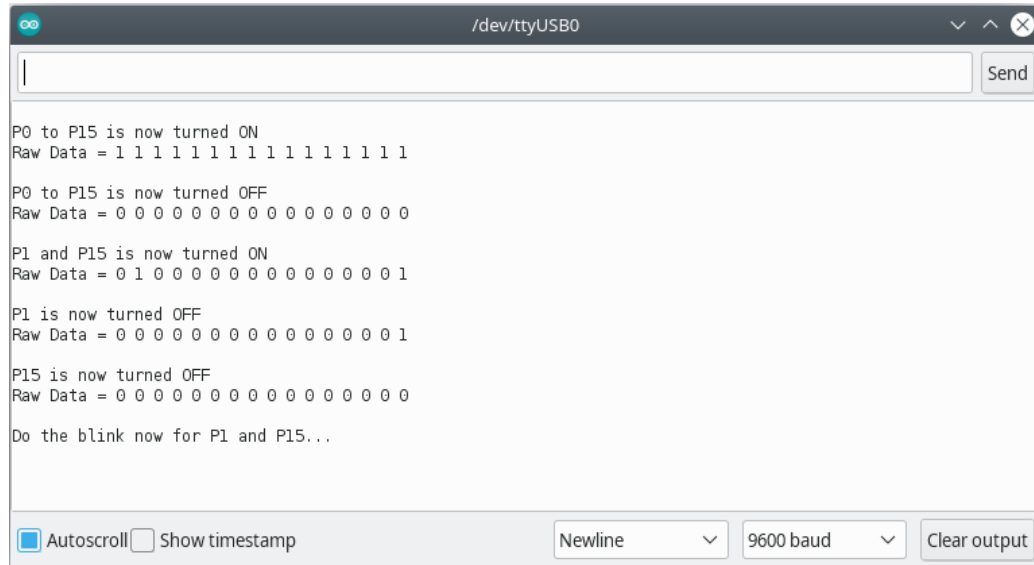 /dev/ttyUSB0
Send
P0 to P15 is now turned ON
Raw Data = 1 1 1 1 1 1 1 1 1 1 1 1 1 1 1 1
P0 to P15 is now turned OFF
Raw Data = 0 0 0 0 0 0 0 0 0 0 0 0 0 0 0 0
P1 and P15 is now turned ON
Raw Data = 0 1 0 0 0 0 0 0 0 0 0 0 0 0 0 1
P1 is now turned OFF
Raw Data = 0 0 0 0 0 0 0 0 0 0 0 0 0 0 0 1
P15 is now turned OFF
Raw Data = 0 0 0 0 0 0 0 0 0 0 0 0 0 0 0 0
Do the blink now for P1 and P15...
Autoscroll Show timestamp Newline 9600 baud Clear output